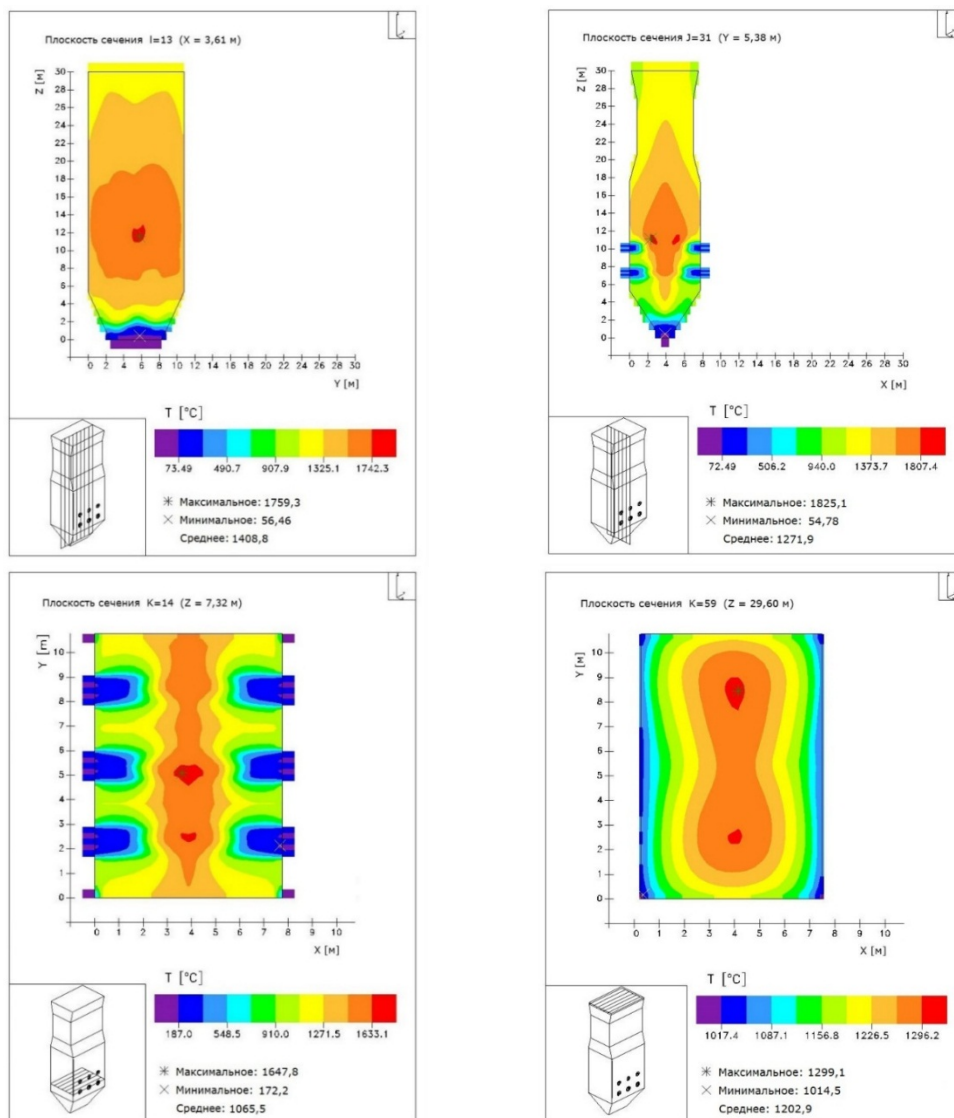 Плоскость сечения I=13 (X = 3,61 м)
Z [м]
30
28
26
24
22
20
18
16
14
12
10
8
6
4
2
0
0 2 4 6 8 10 12 14 16 18 20 22 24 26 28 30
Y [м]
T [°C]
73.49 490.7 907.9 1325.1 1742.3
Максимальное: 1759,3
Минимальное: 56,46
Среднее: 1408,8
Плоскость сечения J=31 (Y = 5,38 м)
Z [м]
30
28
26
24
22
20
18
16
14
12
10
8
6
4
2
0
0 2 4 6 8 10 12 14 16 18 20 22 24 26 28 30
X [м]
T [°C]
72.49 506.2 940.0 1373.7 1807.4
Максимальное: 1825,1
Минимальное: 54,78
Среднее: 1271,9
Плоскость сечения K=14 (Z = 7,32 м)
Y [m]
10
9
8
7
6
5
4
3
2
1
0
0 1 2 3 4 5 6 7 8 9 10
X [м]
T [°C]
187.0 548.5 910.0 1271.5 1633.1
Максимальное: 1647,8
Минимальное: 172,2
Среднее: 1065,5
Плоскость сечения K=59 (Z = 29,60 м)
Y [м]
10
9
8
7
6
5
4
3
2
1
0
0 1 2 3 4 5 6 7 8 9 10
X [м]
T [°C]
1017.4 1087.1 1156.8 1226.5 1296.2
Максимальное: 1299,1
Минимальное: 1014,5
Среднее: 1202,9